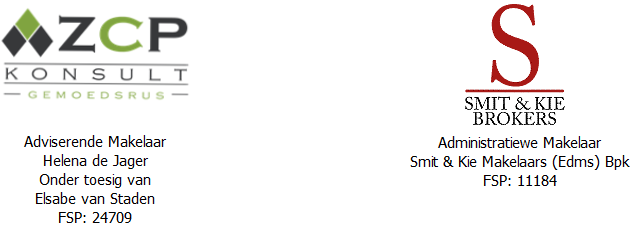 ZCP
KONSULT
GEMOEDSRUS
Adviserende Makelaar
Helena de Jager
Onder toesig van
Elsabe van Staden
FSP: 24709
S
SMIT & KIE
BROKERS
Administratiewe Makelaar
Smit & Kie Makelaars (Edms) Bpk
FSP: 11184